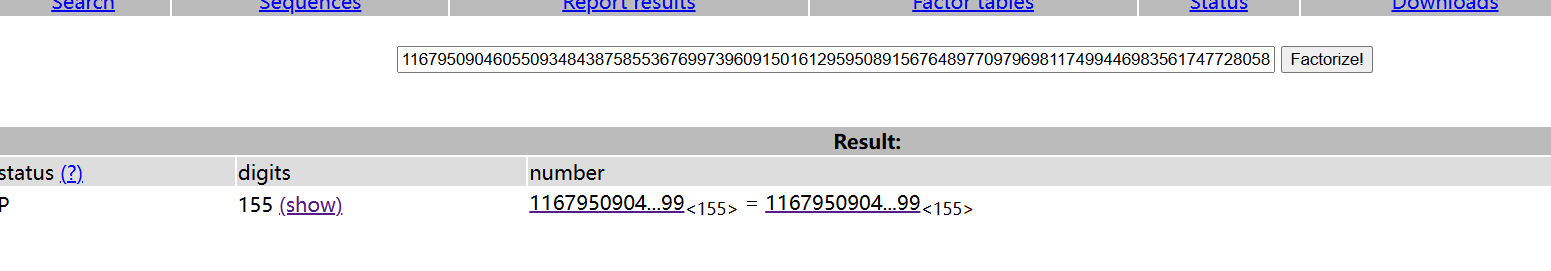 Search Sequences Report results Factor tables Status Downloads
1167950904605509348438758553676997396091501612959508915676489770979698117499446983561747728058 Factorize!
Result:
status (?) digits number
P 155 (show) 1167950904...99<155> = 1167950904...99<155>